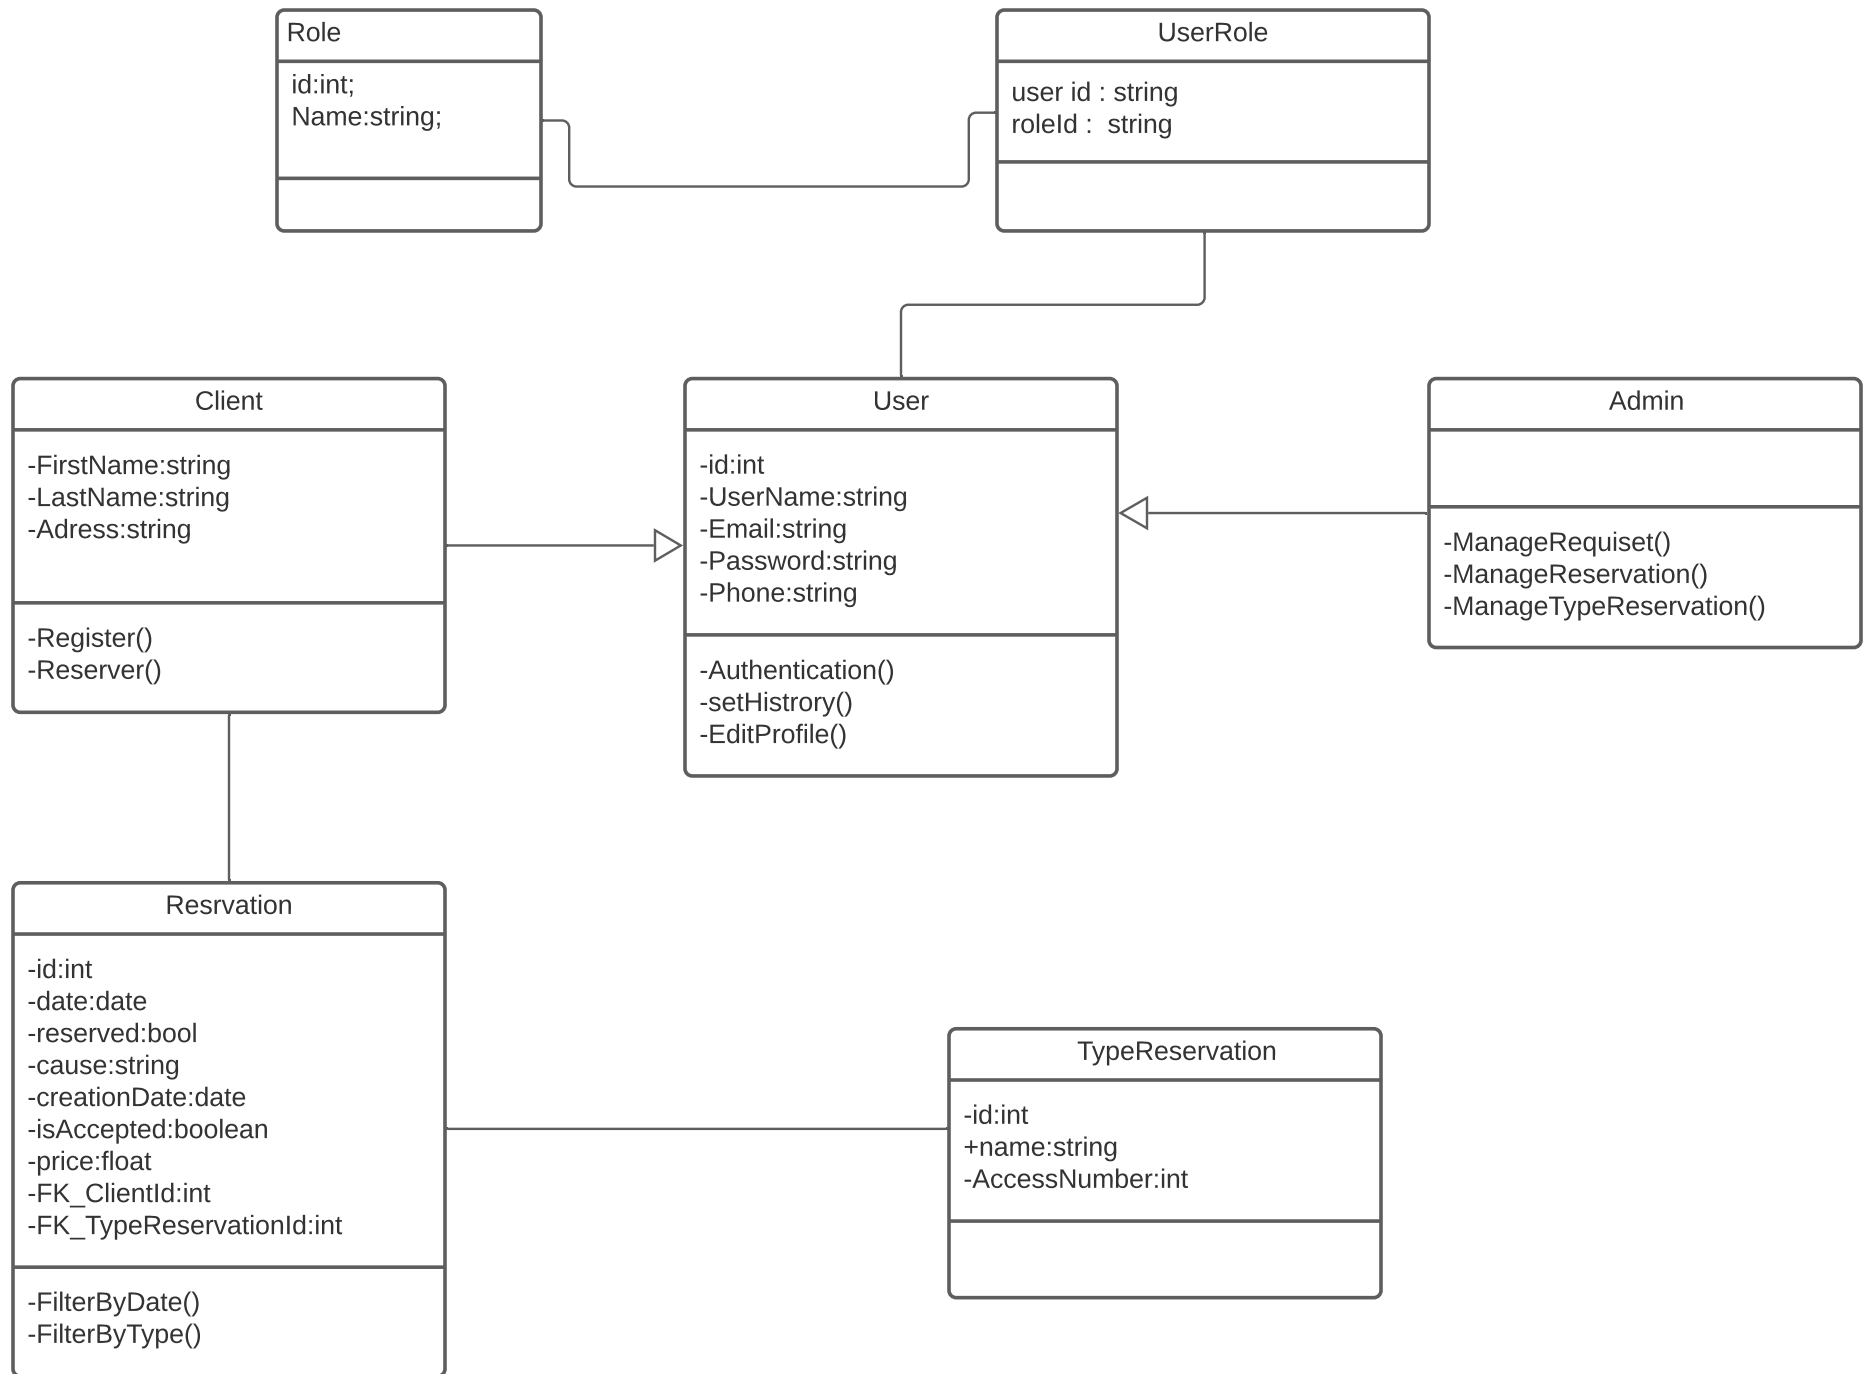 Role
id:int;
Name:string;
UserRole
user id : string
roleId :  string
Client
-FirstName:string
-LastName:string
-Adress:string
-Register()
-Reserver()
User
-id:int
-UserName:string
-Email:string
-Password:string
-Phone:string
-Authentication()
-setHistrory()
-EditProfile()
Admin
-ManageRequiset()
-ManageReservation()
-ManageTypeReservation()
Resrvation
-id:int
-date:date
-reserved:bool
-cause:string
-creationDate:date
-isAccepted:boolean
-price:float
-FK_ClientId:int
-FK_TypeReservationId:int
-FilterByDate()
-FilterByType()
TypeReservation
-id:int
+name:string
-AccessNumber:int